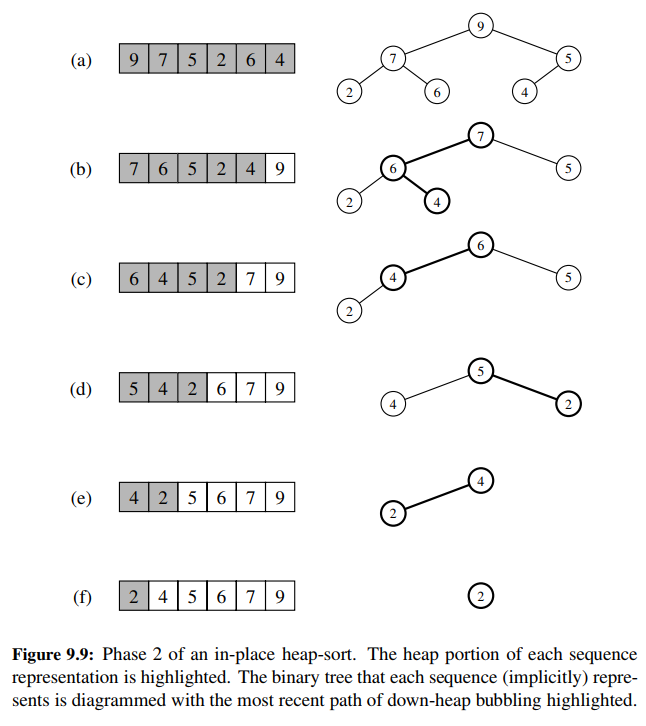 (a) 9 7 5 2 6 4
9
7 5
2 6 4
(b) 7 6 5 2 4 9
7
6 5
2 4
(c) 6 4 5 2 7 9
6
4 5
2
(d) 5 4 2 6 7 9
5
4 2
(e) 4 2 5 6 7 9
4
2
(f) 2 4 5 6 7 9
2
Figure 9.9: Phase 2 of an in-place heap-sort. The heap portion of each sequence
representation is highlighted. The binary tree that each sequence (implicitly) repre-
sents is diagrammed with the most recent path of down-heap bubbling highlighted.